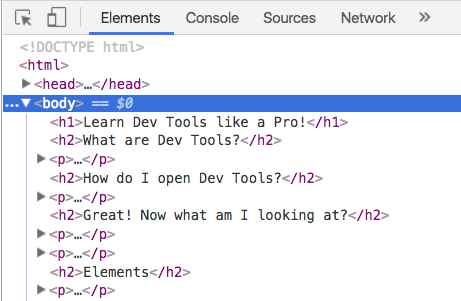 Elements Console Sources Network »
<!DOCTYPE html>
<html>
▶<head>…</head>
…▼<body> == $0
<h1>Learn Dev Tools like a Pro!</h1>
<h2>What are Dev Tools?</h2>
▶<p>…</p>
<h2>How do I open Dev Tools?</h2>
▶<p>…</p>
<h2>Great! Now what am I looking at?</h2>
▶<p>…</p>
▶<p>…</p>
<h2>Elements</h2>
▶<p>…</p>